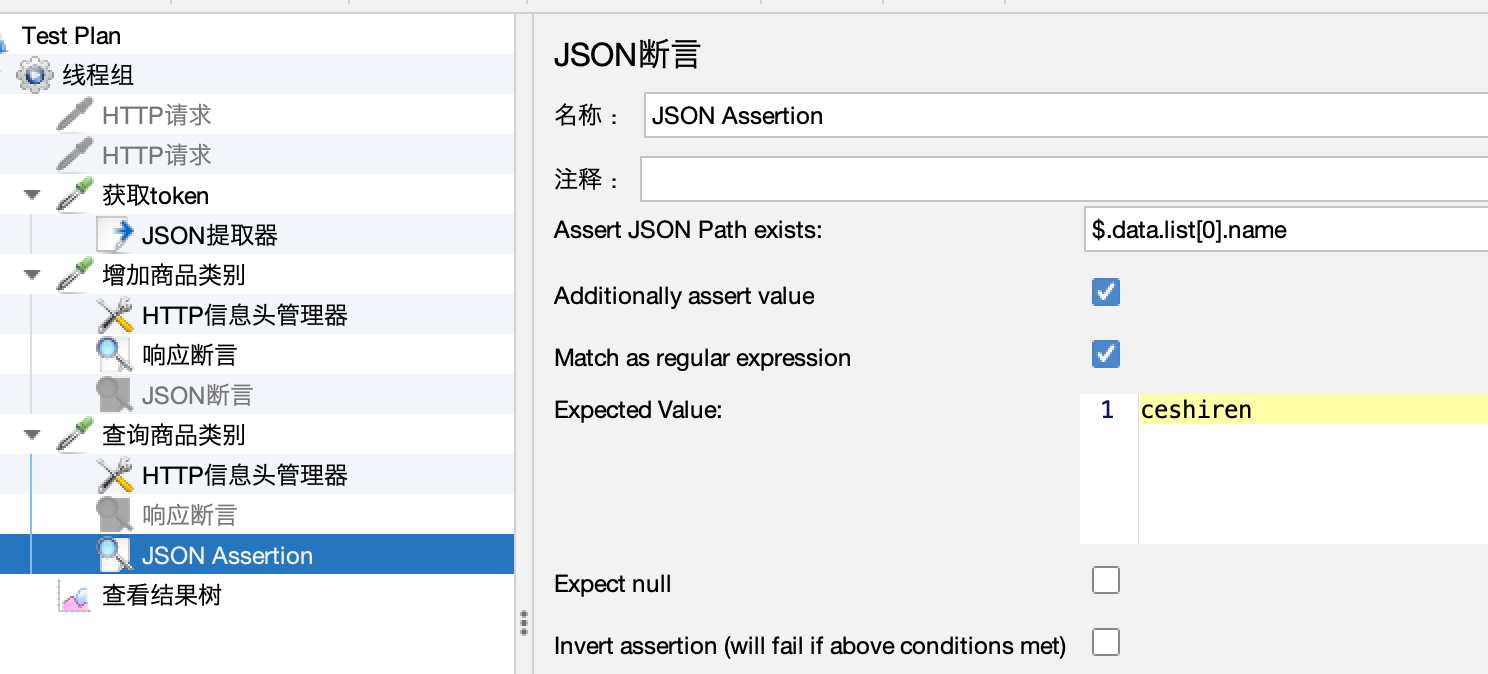 Test Plan
线程组
HTTP请求
HTTP请求
获取token
JSON提取器
增加商品类别
HTTP信息头管理器
响应断言
JSON断言
查询商品类别
HTTP信息头管理器
响应断言
JSON Assertion
查看结果树
JSON断言
名称： JSON Assertion
注释：
Assert JSON Path exists: $.data.list[0].name
Additionally assert value
Match as regular expression
Expected Value: 1 ceshiren
Expect null
Invert assertion (will fail if above conditions met)